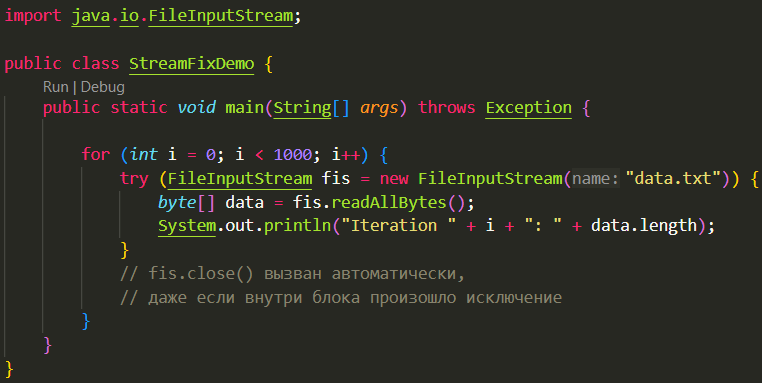 import java.io.FileInputStream;
public class StreamFixDemo {
Run | Debug
public static void main(String[] args) throws Exception {
for (int i = 0; i < 1000; i++) {
try (FileInputStream fis = new FileInputStream(name:"data.txt")) {
byte[] data = fis.readAllBytes();
System.out.println("Iteration " + i + ": " + data.length);
}
// fis.close() вызван автоматически,
// даже если внутри блока произошло исключение
}
}
}